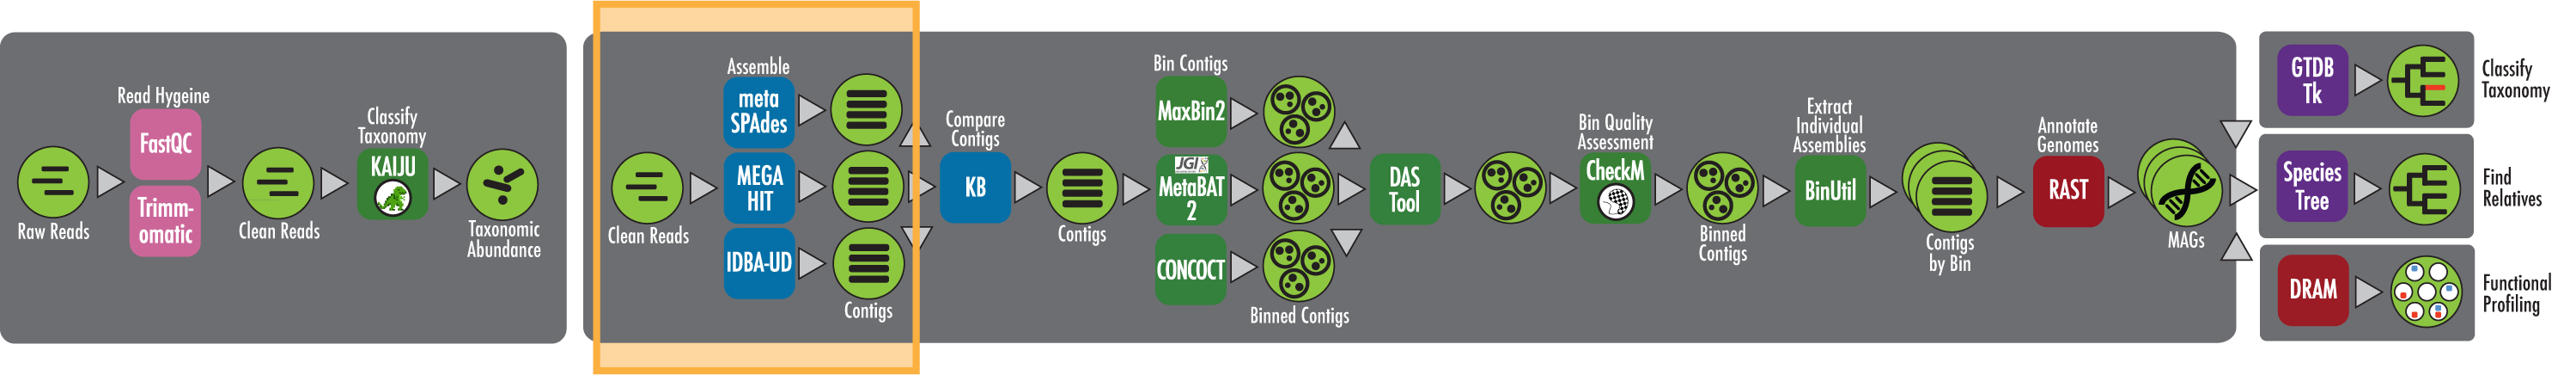 Raw Reads
Read Hygeine
FastQC
Trimm-
omatic
Clean Reads
Classify
Taxonomy
KAIJU
Taxonomic
Abundance
Clean Reads
Assemble
meta
SPAdes
MEGA
HIT
IDBA-UD
Contigs
Compare
Contigs
KB
Contigs
Bin Contigs
MaxBin2
JGI
MetaBAT
2
CONCOCT
Binned Contigs
DAS
Tool
Bin Quality
Assessment
CheckM
Binned
Contigs
Extract
Individual
Assemblies
BinUtil
Contigs
by Bin
Annotate
Genomes
RAST
MAGs
GTDB
Tk
Classify
Taxonomy
Species
Tree
Find
Relatives
DRAM
Functional
Profiling